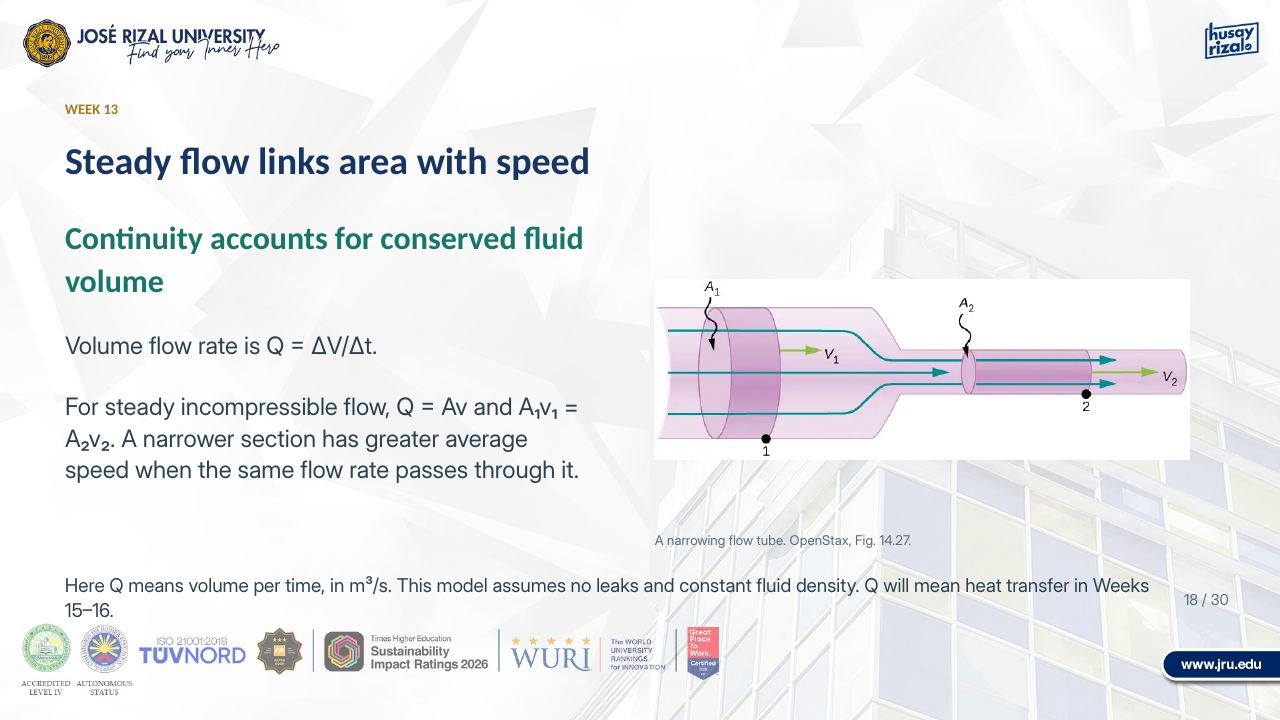 JOSÉ RIZAL UNIVERSITY
Find your Inner Hero
husay
rizal
WEEK 13
Steady flow links area with speed
Continuity accounts for conserved fluid
volume
Volume flow rate is Q = ΔV/Δt.
For steady incompressible flow, Q = Av and A₁v₁ =
A₂v₂. A narrower section has greater average
speed when the same flow rate passes through it.
A₁
A₂
V₁
V₂
1
2
A narrowing flow tube. OpenStax, Fig. 14.27.
Here Q means volume per time, in m³/s. This model assumes no leaks and constant fluid density. Q will mean heat transfer in Weeks
15–16.
18 / 30
ACCREDITED
LEVEL IV
AUTONOMOUS
STATUS
ISO 21001:2018
TÜVNORD
Times Higher Education
Sustainability
Impact Ratings 2026
WURI
The WORLD
UNIVERSITY
RANKINGS
for INNOVATION
Great
Place
To
Work.
Certified
www.jru.edu